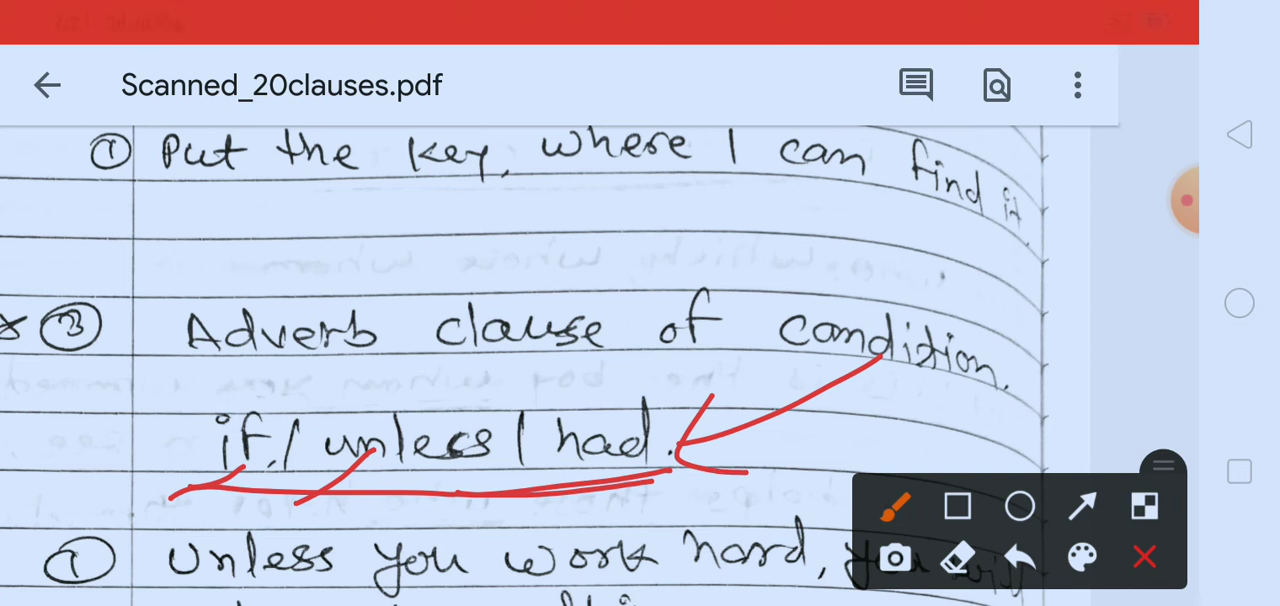 Scanned_20clauses.pdf
① Put the key, where I can find it.
③ Adverb clause of condition.
if / unless / had.
① Unless you work hard, you will